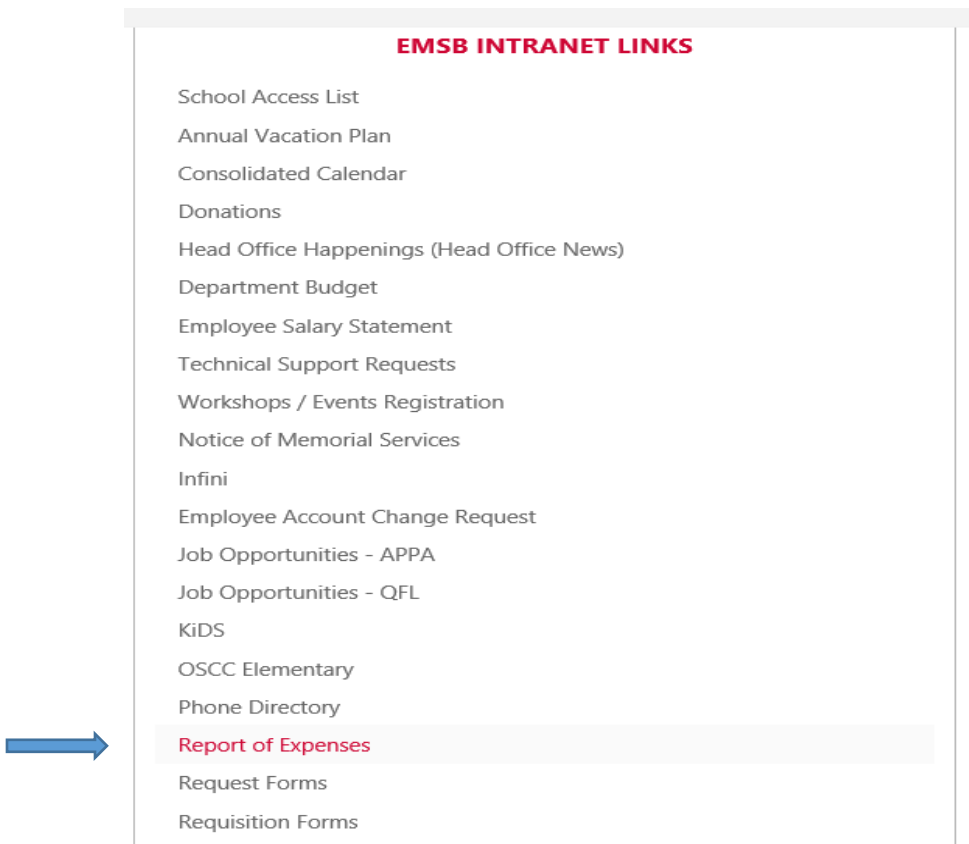 EMSB INTRANET LINKS
School Access List
Annual Vacation Plan
Consolidated Calendar
Donations
Head Office Happenings (Head Office News)
Department Budget
Employee Salary Statement
Technical Support Requests
Workshops / Events Registration
Notice of Memorial Services
Infini
Employee Account Change Request
Job Opportunities - APPA
Job Opportunities - QFL
KiDS
OSCC Elementary
Phone Directory
Report of Expenses
Request Forms
Requisition Forms